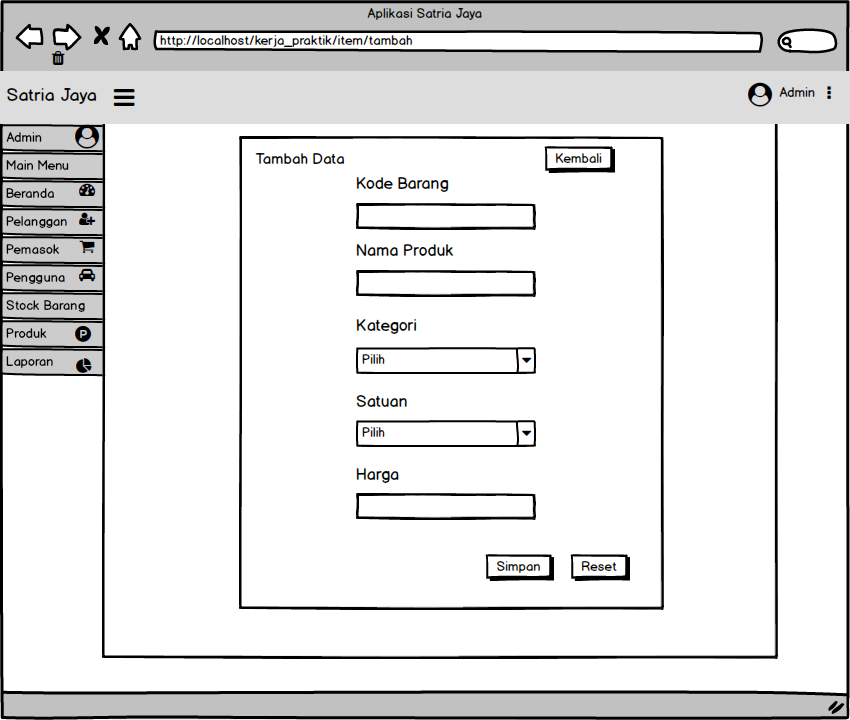 Aplikasi Satria Jaya
http://localhost/kerja_praktik/item/tambah
Satria Jaya
Admin
Admin
Main Menu
Beranda
Pelanggan
Pemasok
Pengguna
Stock Barang
Produk P
Laporan
Tambah Data
Kembali
Kode Barang
Nama Produk
Kategori
Pilih
Satuan
Pilih
Harga
Simpan
Reset